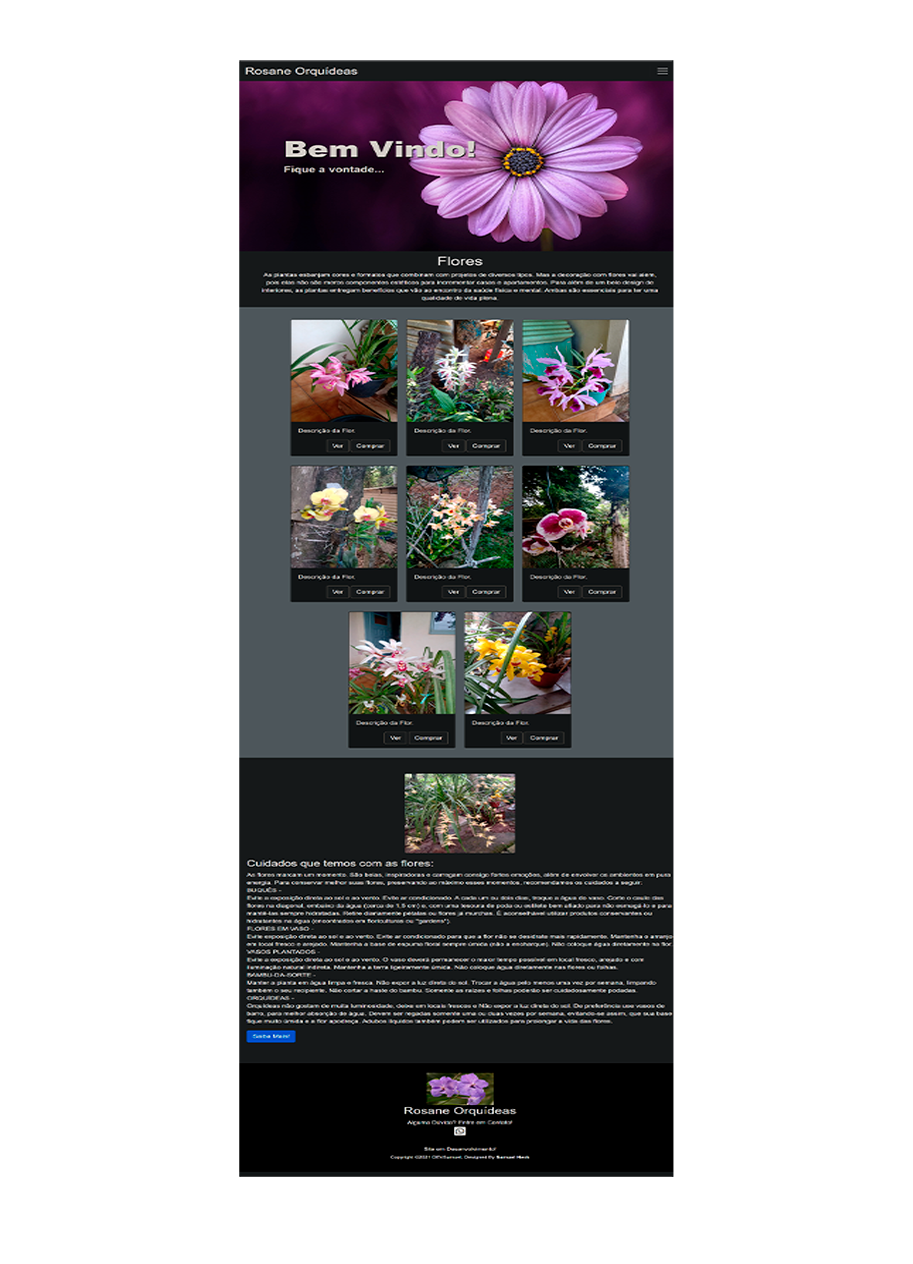 Rosane Orquídeas
Bem Vindo!
Fique a vontade...
Flores
As plantas esbanjam cores e formatos que combinam com projetos de diversos tipos. Mas a decoração com flores vai além,
pois elas não são meros componentes estéticos para incrementar casas e apartamentos. Para além de um belo design de
interiores, as plantas entregam benefícios que vão ao encontro da saúde física e mental. Ambas são essenciais para ter uma
qualidade de vida plena.
Descrição da Flor.
Ver Comprar
Descrição da Flor.
Ver Comprar
Descrição da Flor.
Ver Comprar
Descrição da Flor.
Ver Comprar
Descrição da Flor.
Ver Comprar
Descrição da Flor.
Ver Comprar
Descrição da Flor.
Ver Comprar
Descrição da Flor.
Ver Comprar
Cuidados que temos com as flores:
As flores marcam um momento. São belas, inspiradoras e carregam consigo fortes emoções, além de envolver os ambientes em pura
energia. Para conservar melhor suas flores, preservando ao máximo esses momentos, recomendamos os cuidados a seguir:
BUQUÊS -
Evite a exposição direta ao sol e ao vento. Evite ar condicionado. A cada um ou dois dias, troque a água do vaso. Corte o caule das
flores na diagonal, embaixo da água (cerca de 1,5 cm) e, com uma tesoura de poda ou estilete bem afiado para não esmagá-lo e para
mantê-las sempre hidratadas. Retire diariamente pétalas ou flores já murchas. É aconselhável utilizar produtos conservantes ou
hidratantes na água (encontrados em floriculturas ou "gardens").
FLORES EM VASO -
Evite exposição direta ao sol e ao vento. Evite ar condicionado para que a flor não se desidrate mais rapidamente. Mantenha o arranjo
em local fresco e arejado. Mantenha a base de espuma floral sempre úmida (não a encharque). Não coloque água diretamente na flor.
VASOS PLANTADOS -
Evite a exposição direta ao sol e ao vento. O vaso deverá permanecer o maior tempo possível em local fresco, arejado e com
iluminação natural indireta. Mantenha a terra ligeiramente úmida. Não coloque água diretamente nas flores ou folhas.
BAMBU-DA-SORTE -
Manter a planta em água limpa e fresca. Não expor a luz direta do sol. Trocar a água pelo menos uma vez por semana, limpando
também o seu recipiente. Não cortar a haste do bambu. Somente as raízes e folhas poderão ser cuidadosamente podadas.
ORQUÍDEAS -
Orquídeas não gostam de muita luminosidade, deixe em locais frescos e Não expor a luz direta do sol. De preferência use vasos de
barro, para melhor absorção de água. Devem ser regadas somente uma ou duas vezes por semana, evitando-se assim, que sua base
fique muito úmida e a flor apodreça. Adubos líquidos também podem ser utilizados para prolongar a vida das flores.
Saiba Mais!
Rosane Orquídeas
Alguma Dúvida? Entre em Contato!
Site em Desenvolvimento!
Copyright ©2021 Designed By Samuel